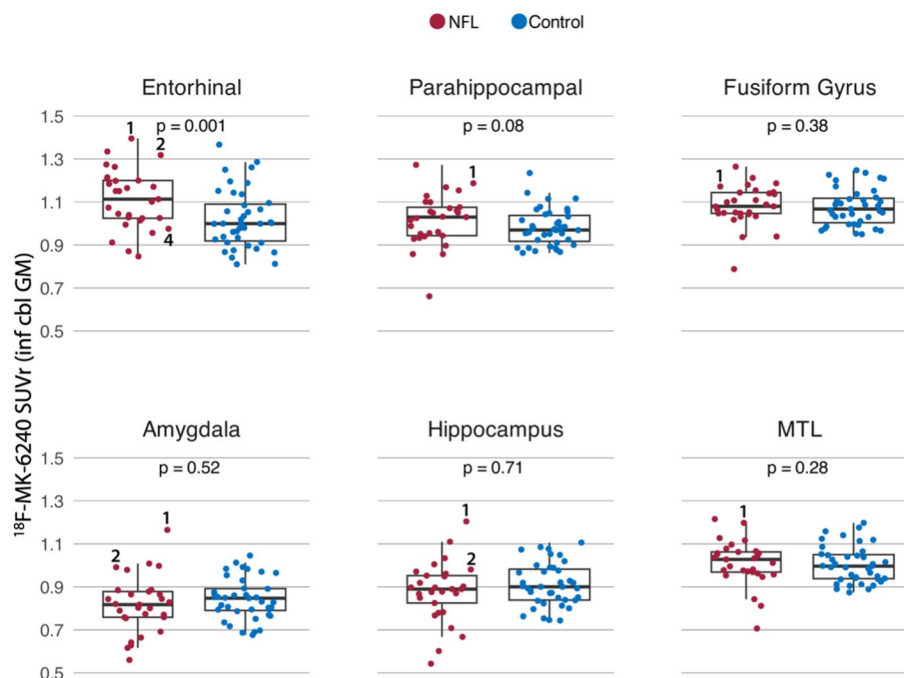 NFL Control
Entorhinal Parahippocampal Fusiform Gyrus
1.5
p = 0.001 p = 0.08 p = 0.38
1 2
1.3
1 1
1.1
4
0.9
0.7
0.5
¹⁸F-MK-6240 SUVr (inf cbl GM)
Amygdala Hippocampus MTL
1.5
p = 0.52 p = 0.71 p = 0.28
1.3
1 1 1
1.1
2 2
0.9
0.7
0.5